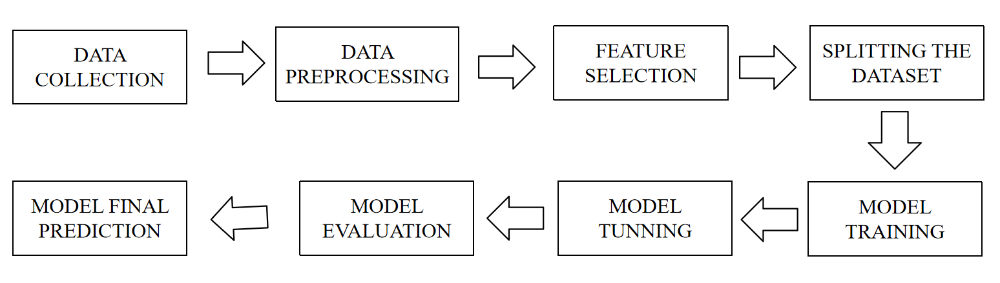 DATA
COLLECTION
DATA
PREPROCESSING
FEATURE
SELECTION
SPLITTING THE
DATASET
MODEL
TRAINING
MODEL
TUNNING
MODEL
EVALUATION
MODEL FINAL
PREDICTION